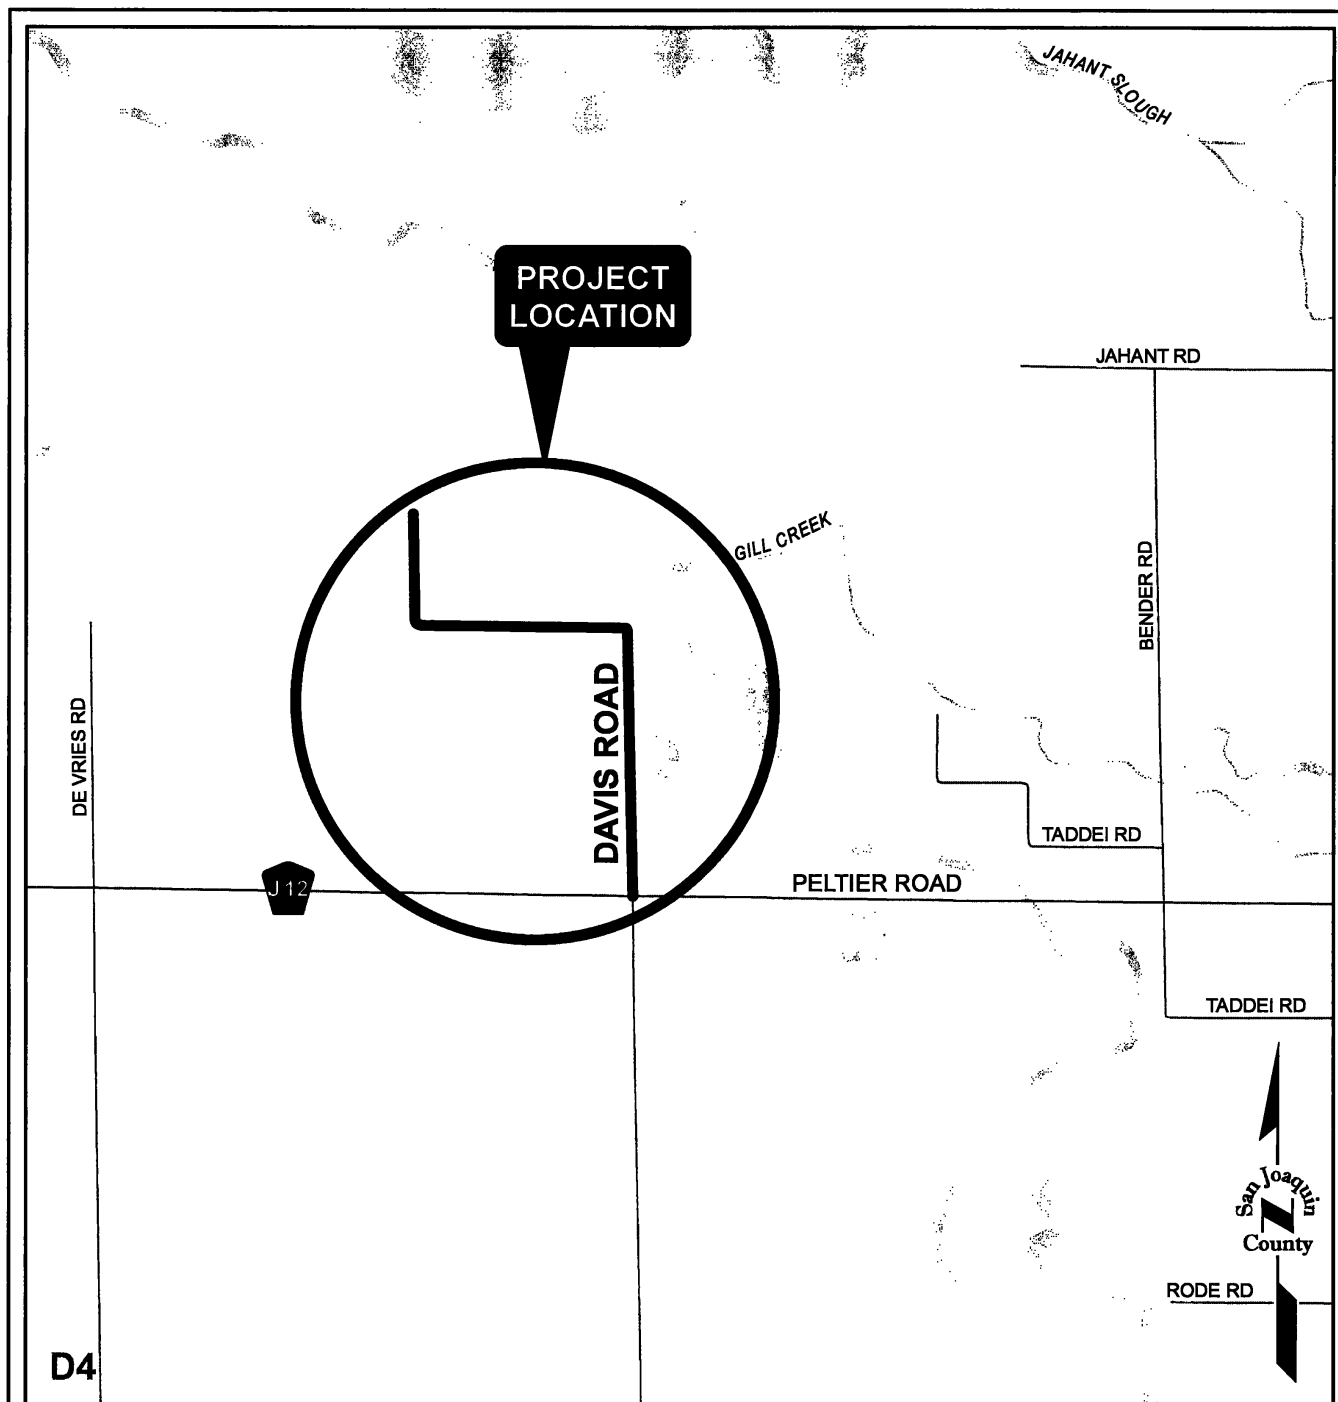 JAHANT SLOUGH
PROJECT
LOCATION
JAHANT RD
GILL CREEK
BENDER RD
DE VRIES RD
DAVIS ROAD
TADDEI RD
J 12
PELTIER ROAD
TADDEI RD
San Joaquin
N
County
RODE RD
D4